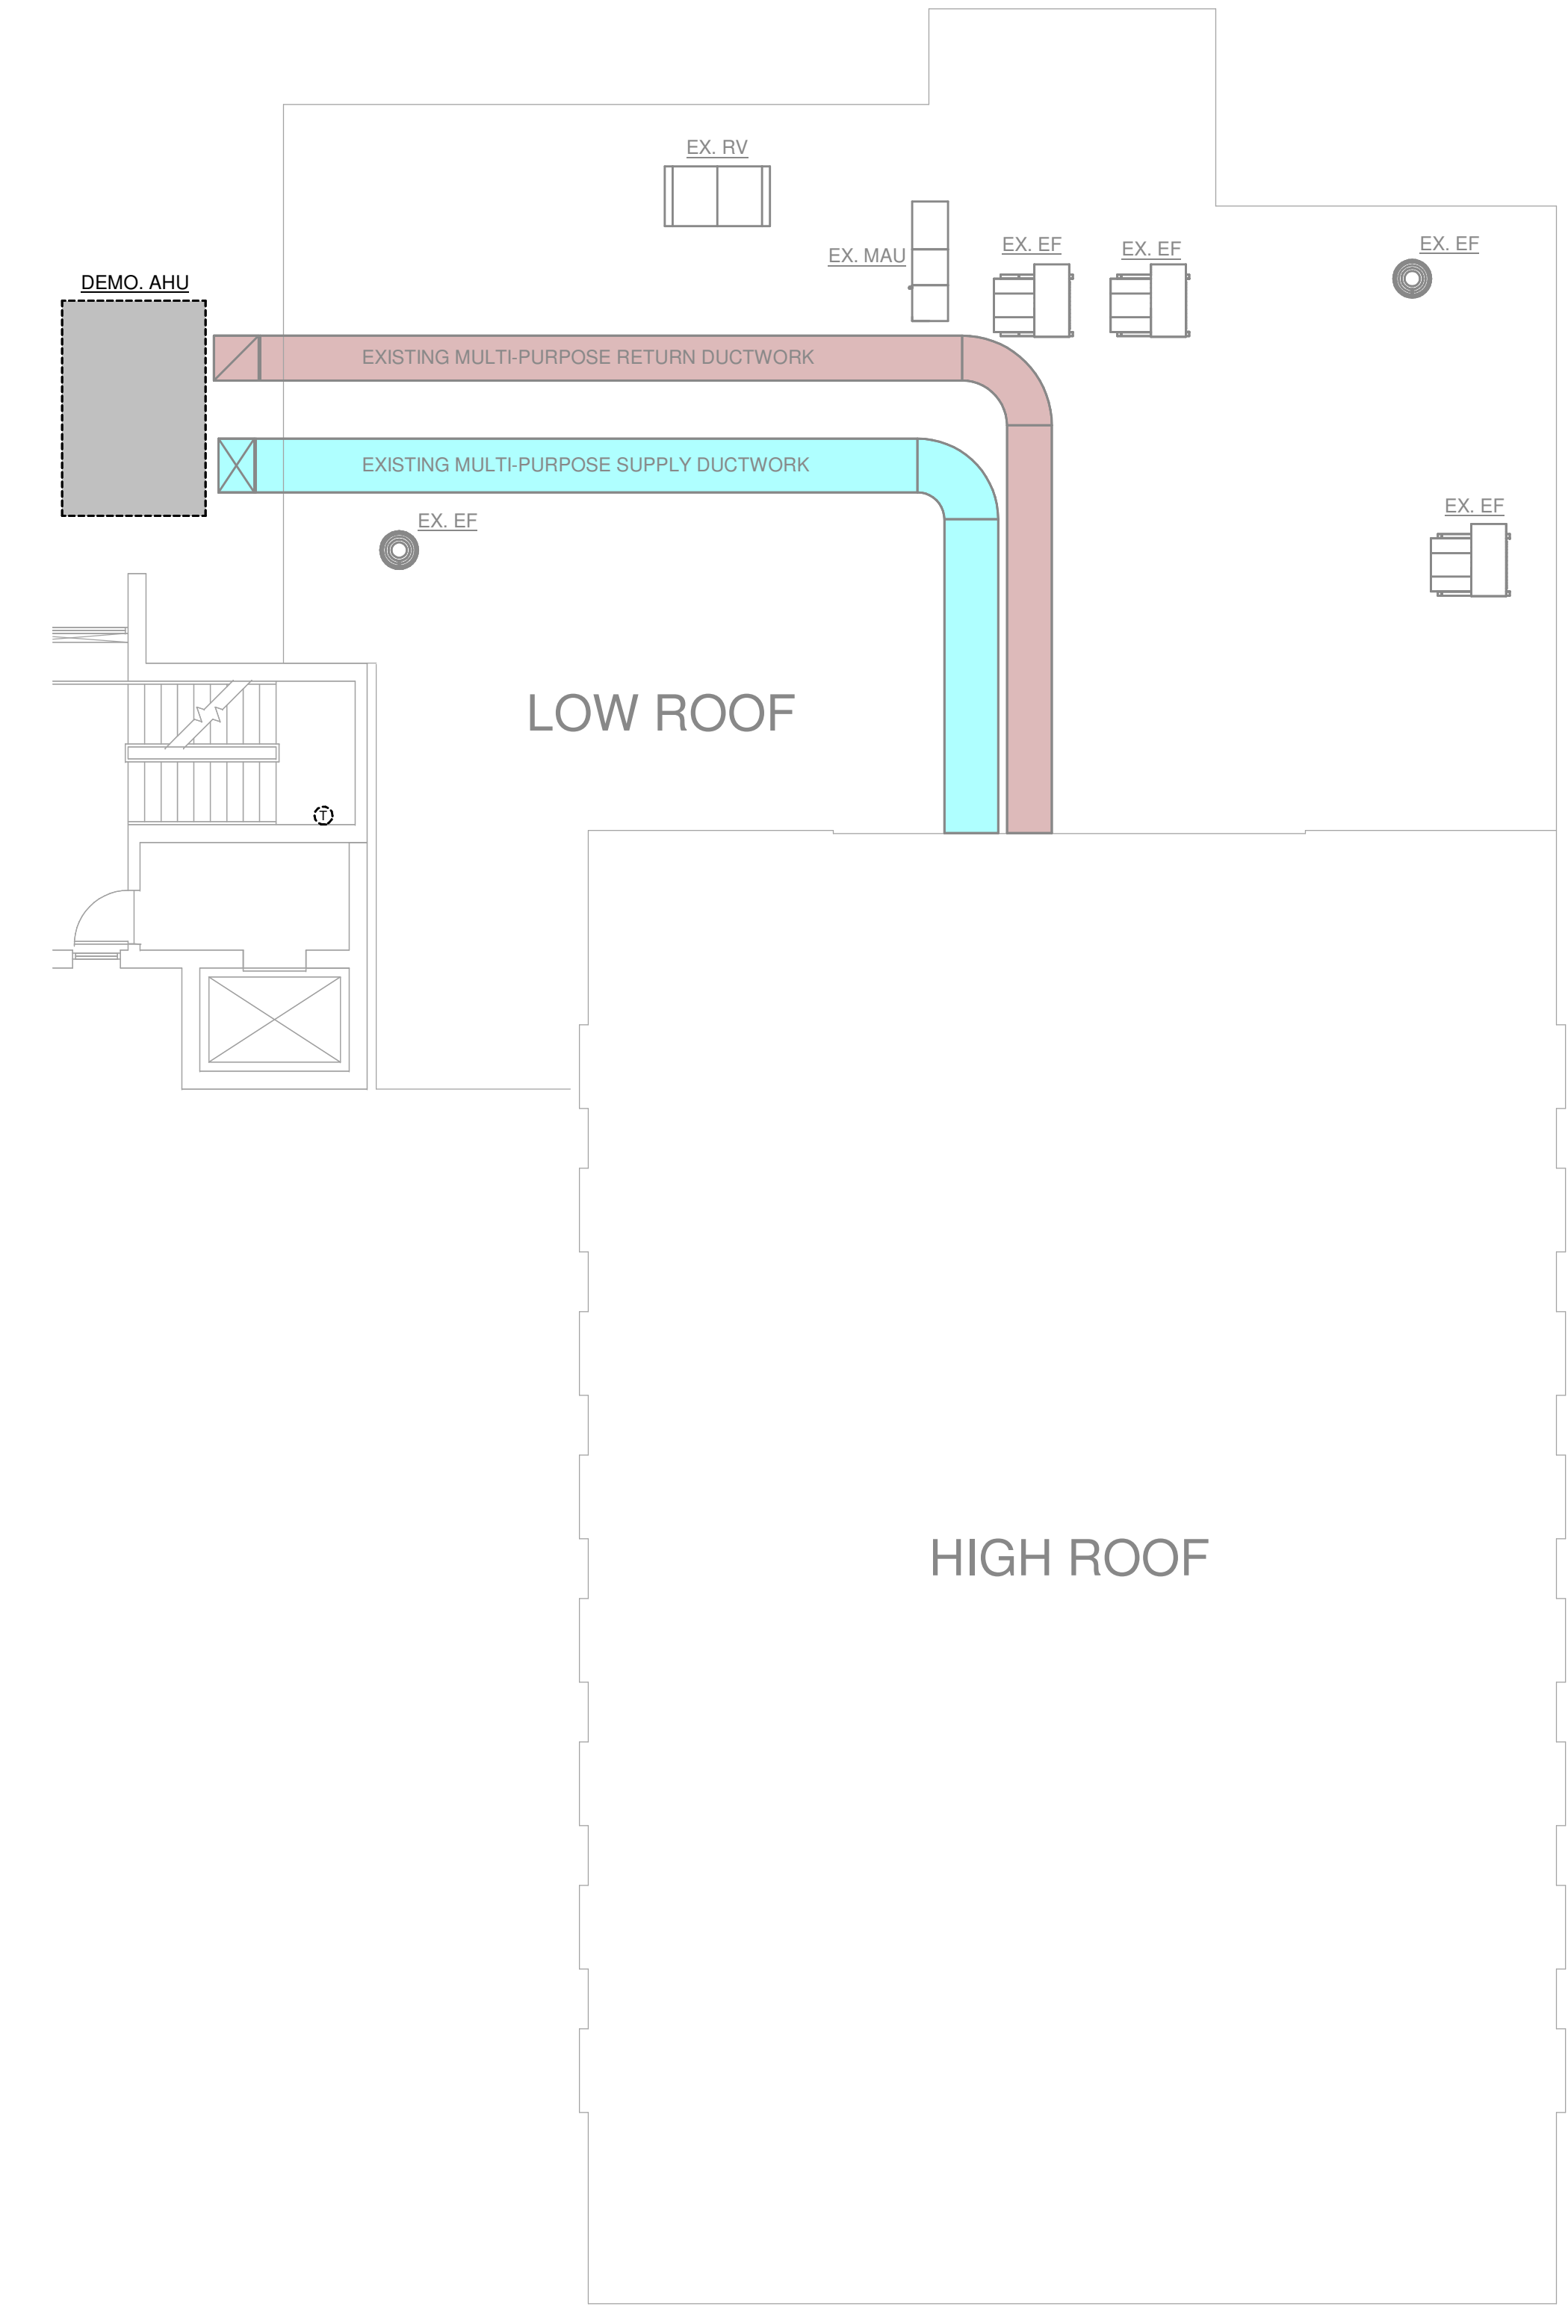 EX. RV
EX. MAU
EX. EF
EX. EF
EX. EF
DEMO. AHU
EXISTING MULTI-PURPOSE RETURN DUCTWORK
EXISTING MULTI-PURPOSE SUPPLY DUCTWORK
EX. EF
EX. EF
LOW ROOF
T
HIGH ROOF